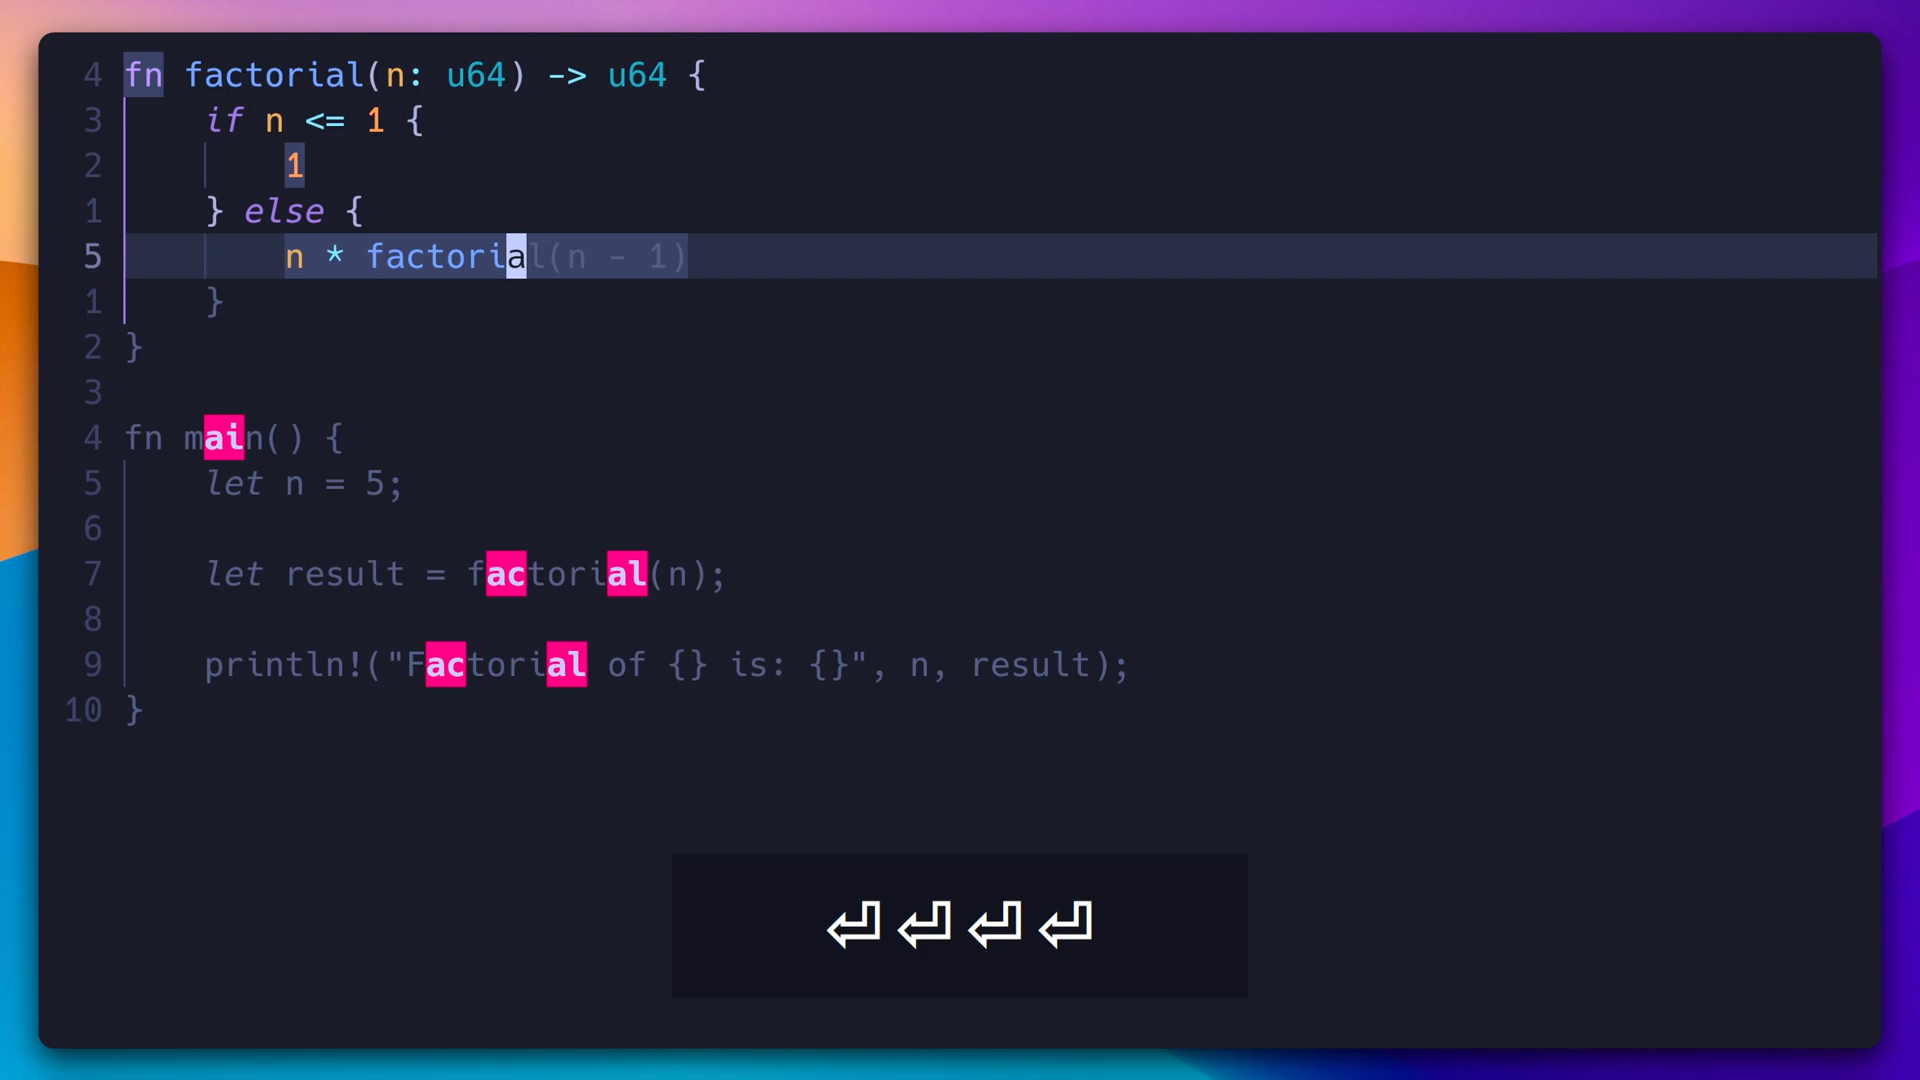 4 fn factorial(n: u64) -> u64 {
3     if n <= 1 {
2         1
1     } else {
5         n * factorial(n - 1)
1     }
2 }
3
4 fn main() {
5     let n = 5;
6
7     let result = factorial(n);
8
9     println!("Factorial of {} is: {}", n, result);
10 }
⏎⏎⏎⏎